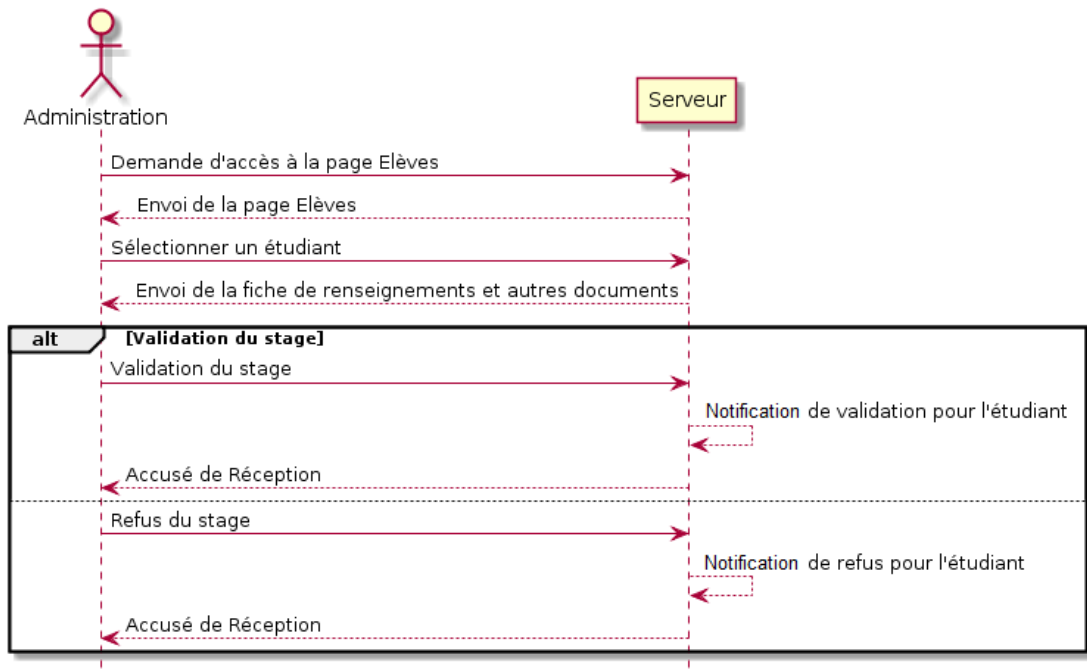 Administration
Serveur
Demande d'accès à la page Elèves
Envoi de la page Elèves
Sélectionner un étudiant
Envoi de la fiche de renseignements et autres documents
alt [Validation du stage]
Validation du stage
Notification de validation pour l'étudiant
Accusé de Réception
Refus du stage
Notification de refus pour l'étudiant
Accusé de Réception